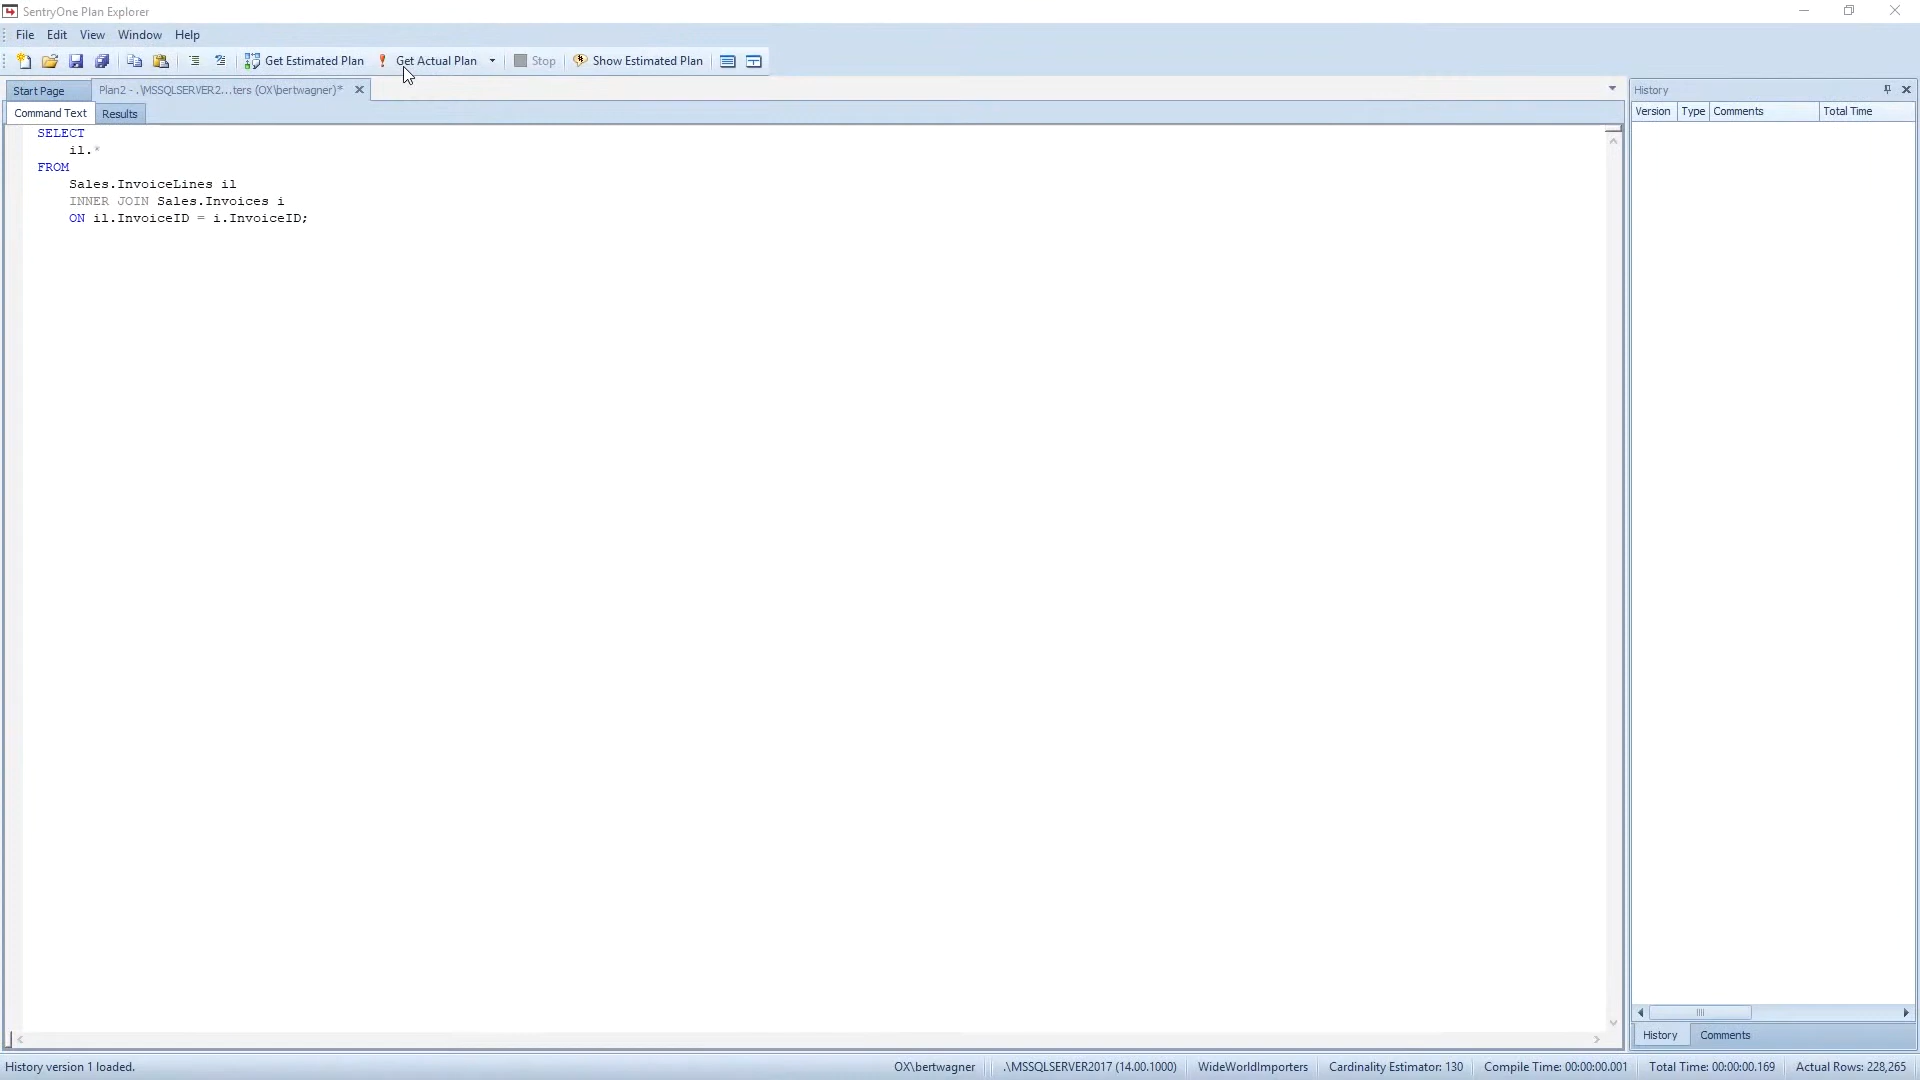 SentryOne Plan Explorer
File Edit View Window Help
Get Estimated Plan Get Actual Plan Stop Show Estimated Plan
Start Page Plan2 - .\MSSQLSERVER2...ters (OX\bertwagner)* History
Command Text Results Version Type Comments Total Time
SELECT
il.*
FROM
Sales.InvoiceLines il
INNER JOIN Sales.Invoices i
ON il.InvoiceID = i.InvoiceID;
History Comments
History version 1 loaded. OX\bertwagner .\MSSQLSERVER2017 (14.00.1000) WideWorldImporters Cardinality Estimator: 130 Compile Time: 00:00:00.001 Total Time: 00:00:00.169 Actual Rows: 228,265